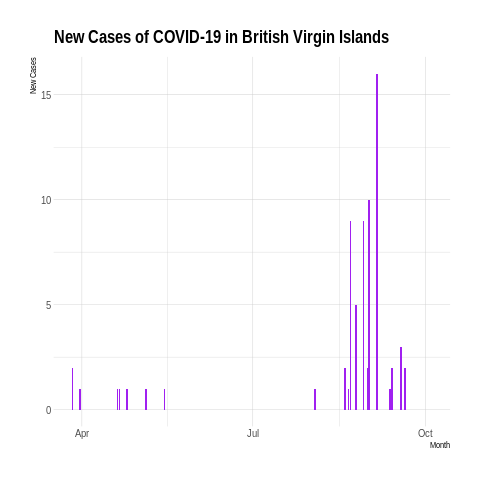 New Cases of COVID-19 in British Virgin Islands
New Cases
15
10
5
0
Apr
Jul
Oct
Month